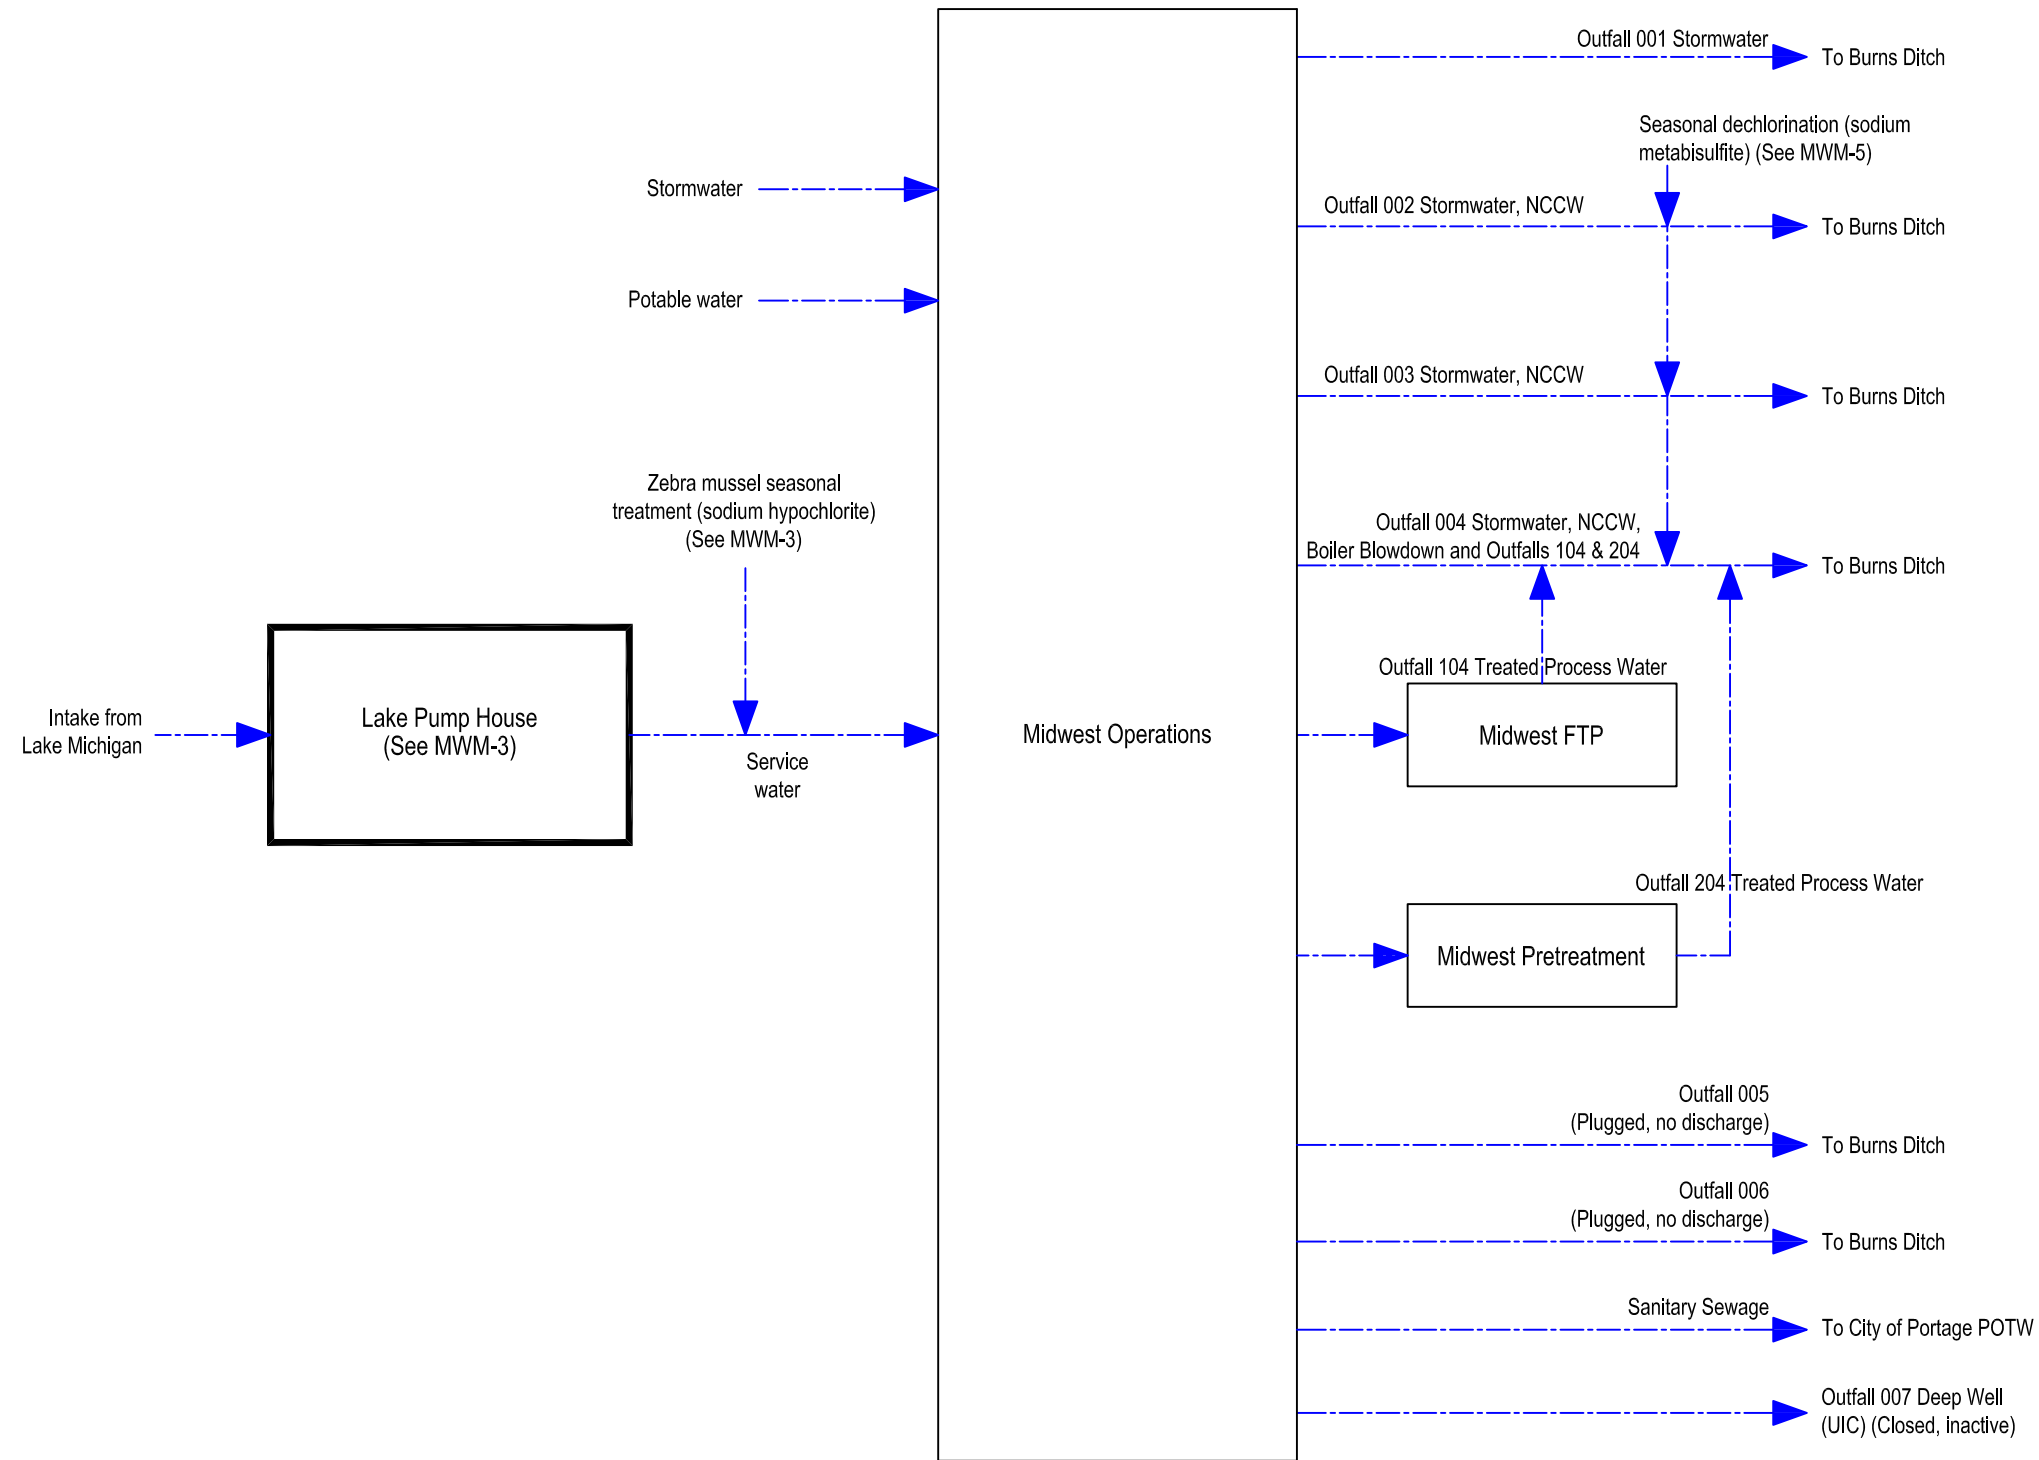 Outfall 001 Stormwater
To Burns Ditch
Seasonal dechlorination (sodium
metabisulfite) (See MWM-5)
Stormwater
Outfall 002 Stormwater, NCCW
To Burns Ditch
Potable water
Outfall 003 Stormwater, NCCW
To Burns Ditch
Zebra mussel seasonal
treatment (sodium hypochlorite)
(See MWM-3)
Outfall 004 Stormwater, NCCW,
Boiler Blowdown and Outfalls 104 & 204
To Burns Ditch
Outfall 104 Treated Process Water
Intake from
Lake Michigan
Lake Pump House
(See MWM-3)
Service
water
Midwest Operations
Midwest FTP
Outfall 204 Treated Process Water
Midwest Pretreatment
Outfall 005
(Plugged, no discharge)
To Burns Ditch
Outfall 006
(Plugged, no discharge)
To Burns Ditch
Sanitary Sewage
To City of Portage POTW
Outfall 007 Deep Well
(UIC) (Closed, inactive)